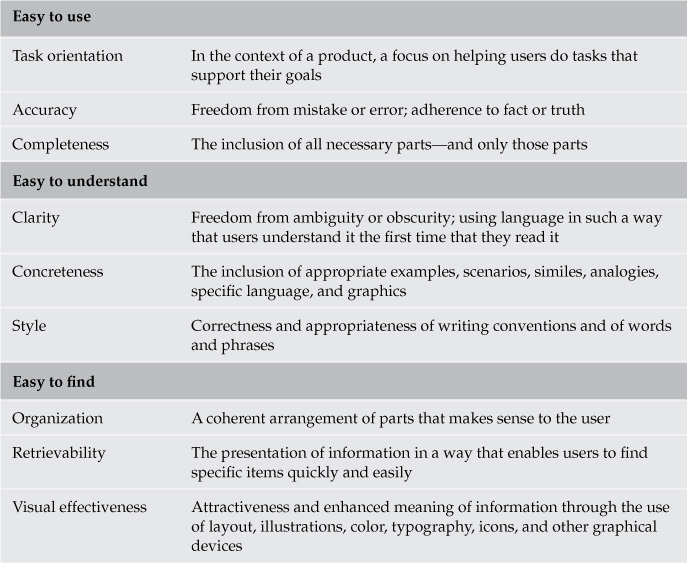 Easy to use
Task orientation In the context of a product, a focus on helping users do tasks that
support their goals
Accuracy Freedom from mistake or error; adherence to fact or truth
Completeness The inclusion of all necessary parts—and only those parts
Easy to understand
Clarity Freedom from ambiguity or obscurity; using language in such a way
that users understand it the first time that they read it
Concreteness The inclusion of appropriate examples, scenarios, similes, analogies,
specific language, and graphics
Style Correctness and appropriateness of writing conventions and of words
and phrases
Easy to find
Organization A coherent arrangement of parts that makes sense to the user
Retrievability The presentation of information in a way that enables users to find
specific items quickly and easily
Visual effectiveness Attractiveness and enhanced meaning of information through the use
of layout, illustrations, color, typography, icons, and other graphical
devices